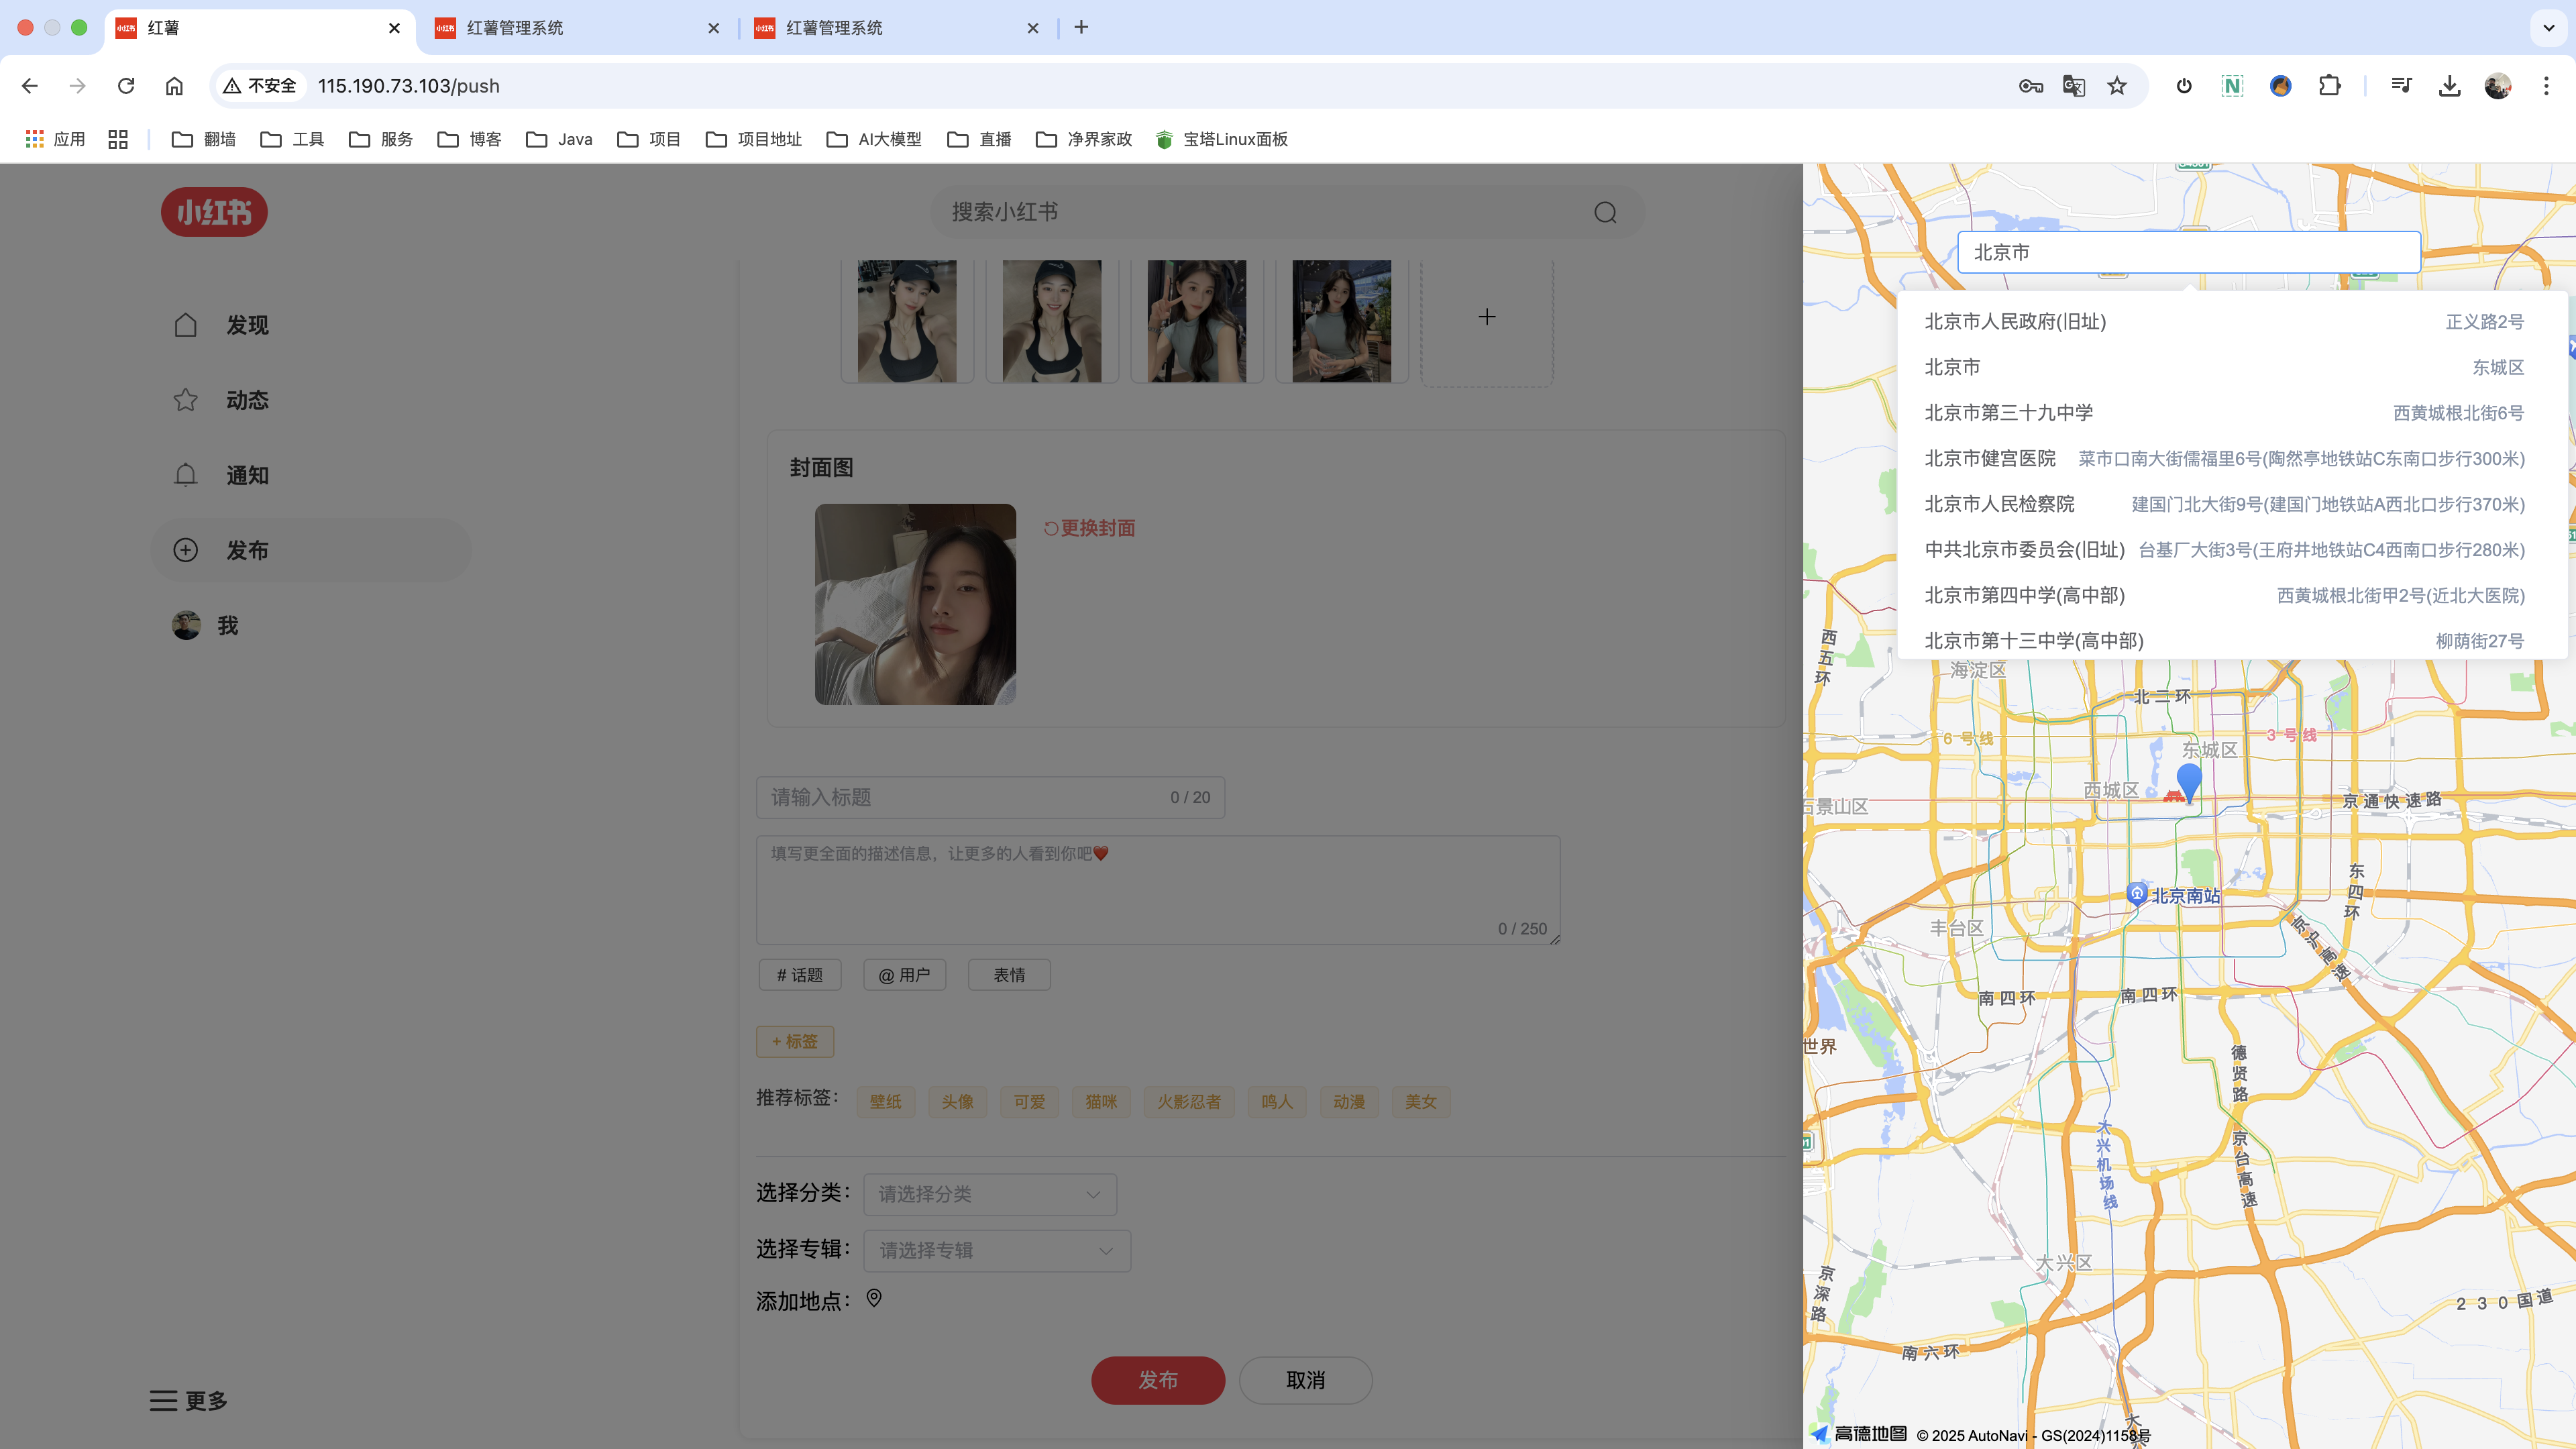 红薯
红薯管理系统
红薯管理系统
不安全
115.190.73.103/push
应用
翻墙
工具
服务
博客
Java
项目
项目地址
AI大模型
直播
净界家政
宝塔Linux面板
小红书
搜索小红书
发现
动态
通知
发布
我
更多
封面图
更换封面
请输入标题
0 / 20
填写更全面的描述信息，让更多的人看到你吧❤️
0 / 250
# 话题
@ 用户
表情
+ 标签
推荐标签：
壁纸
头像
可爱
猫咪
火影忍者
鸣人
动漫
美女
选择分类：
请选择分类
选择专辑：
请选择专辑
添加地点：
发布
取消
北京市
北京市人民政府(旧址) 正义路2号
北京市 东城区
北京市第三十九中学 西黄城根北街6号
北京市健宫医院 菜市口南大街儒福里6号(陶然亭地铁站C东南口步行300米)
北京市人民检察院 建国门北大街9号(建国门地铁站A西北口步行370米)
中共北京市委员会(旧址) 台基厂大街3号(王府井地铁站C4西南口步行280米)
北京市第四中学(高中部) 西黄城根北街甲2号(近北大医院)
北京市第十三中学(高中部) 柳荫街27号
西五环
海淀区
北二环
6号线
3号线
东城区
西城区
石景山区
京通快速路
东四环
北京南站
丰台区
京沪高速
南四环
南四环
世界
德贤路
大兴机场线
京台高速
大兴区
京深路
230国道
南六环
大
高德地图
© 2025 AutoNavi - GS(2024)1158号